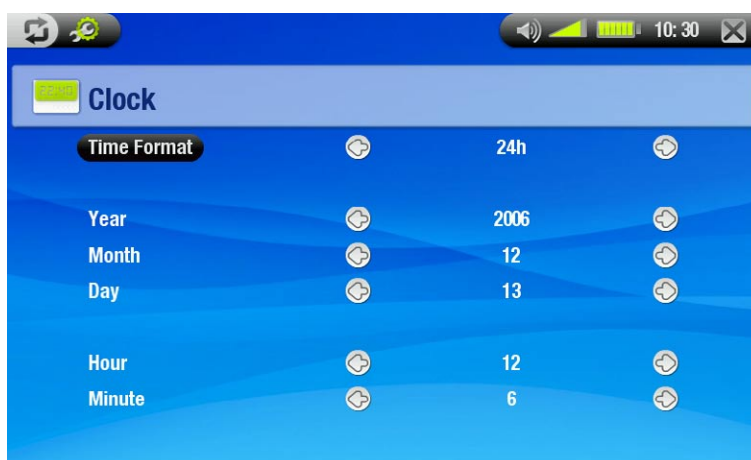 10:30
Clock
Time Format 24h
Year 2006
Month 12
Day 13
Hour 12
Minute 6